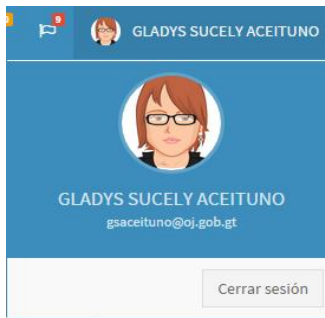 9
GLADYS SUCELY ACEITUNO
GLADYS SUCELY ACEITUNO
gsaceituno@oj.gob.gt
Cerrar sesión